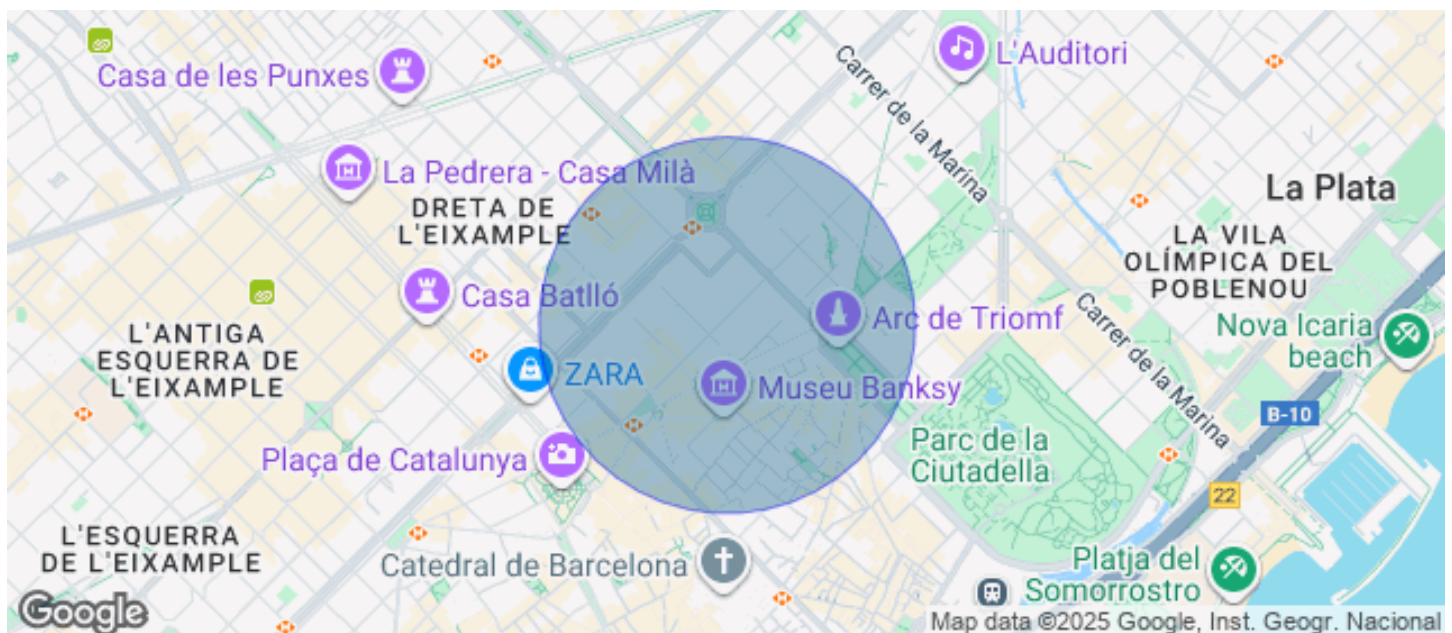 L'Auditori
Casa de les Punxes
Carrer de la Marina
La Pedrera - Casa Milà
La Plata
DRETA DE
L'EIXAMPLE
LA VILA
OLÍMPICA DEL
POBLENOU
Casa Batlló
Arc de Triomf
Carrer de la Marina
Nova Icaria
beach
L'ANTIGA
ESQUERRA DE
L'EIXAMPLE
ZARA
Museu Banksy
B-10
Plaça de Catalunya
Parc de la
Ciutadella
22
L'ESQUERRA
DE L'EIXAMPLE
Catedral de Barcelona
Platja del
Somorrostro
Google
Map data ©2025 Google, Inst. Geogr. Nacional